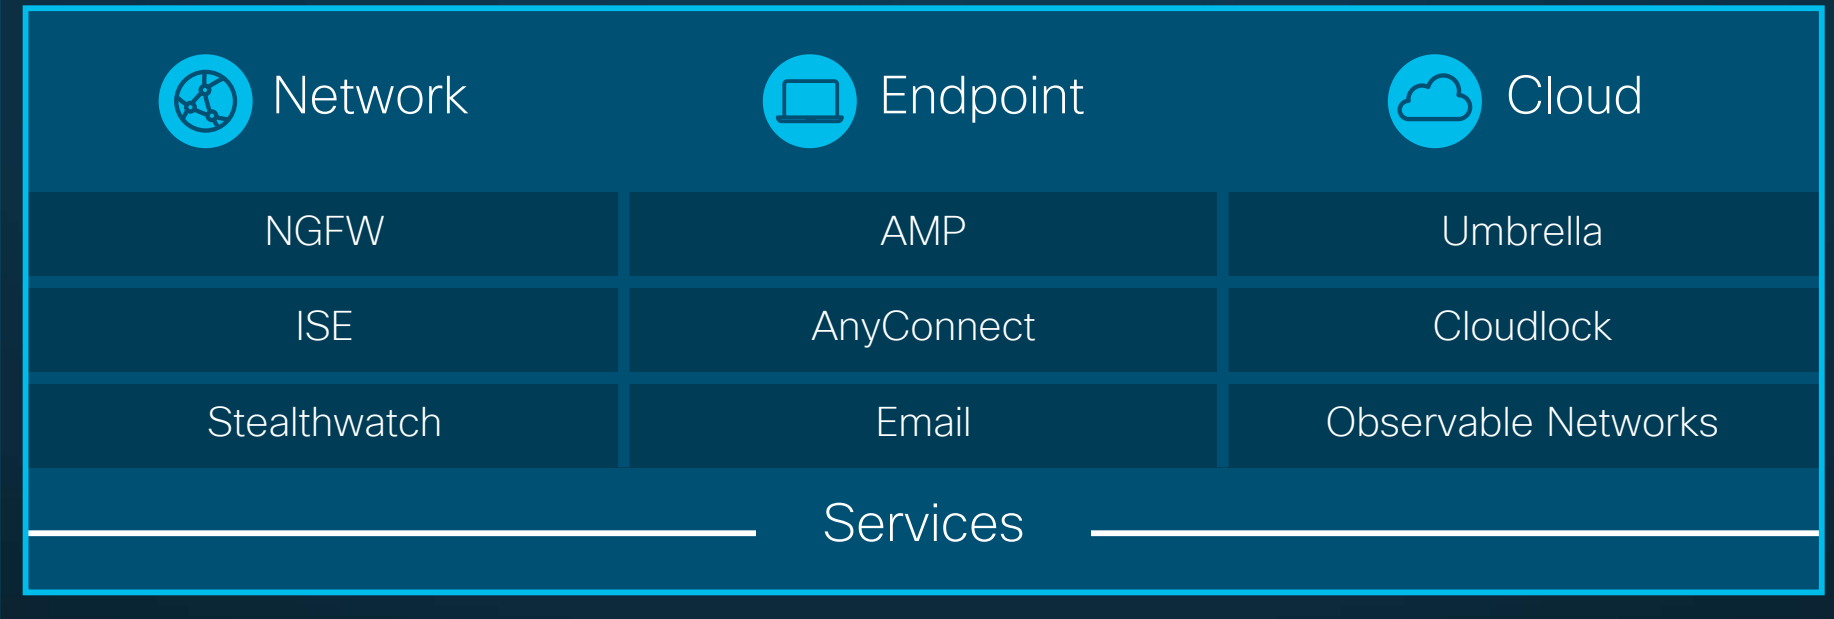 Network Endpoint Cloud
NGFW AMP Umbrella
ISE AnyConnect Cloudlock
Stealthwatch Email Observable Networks
Services